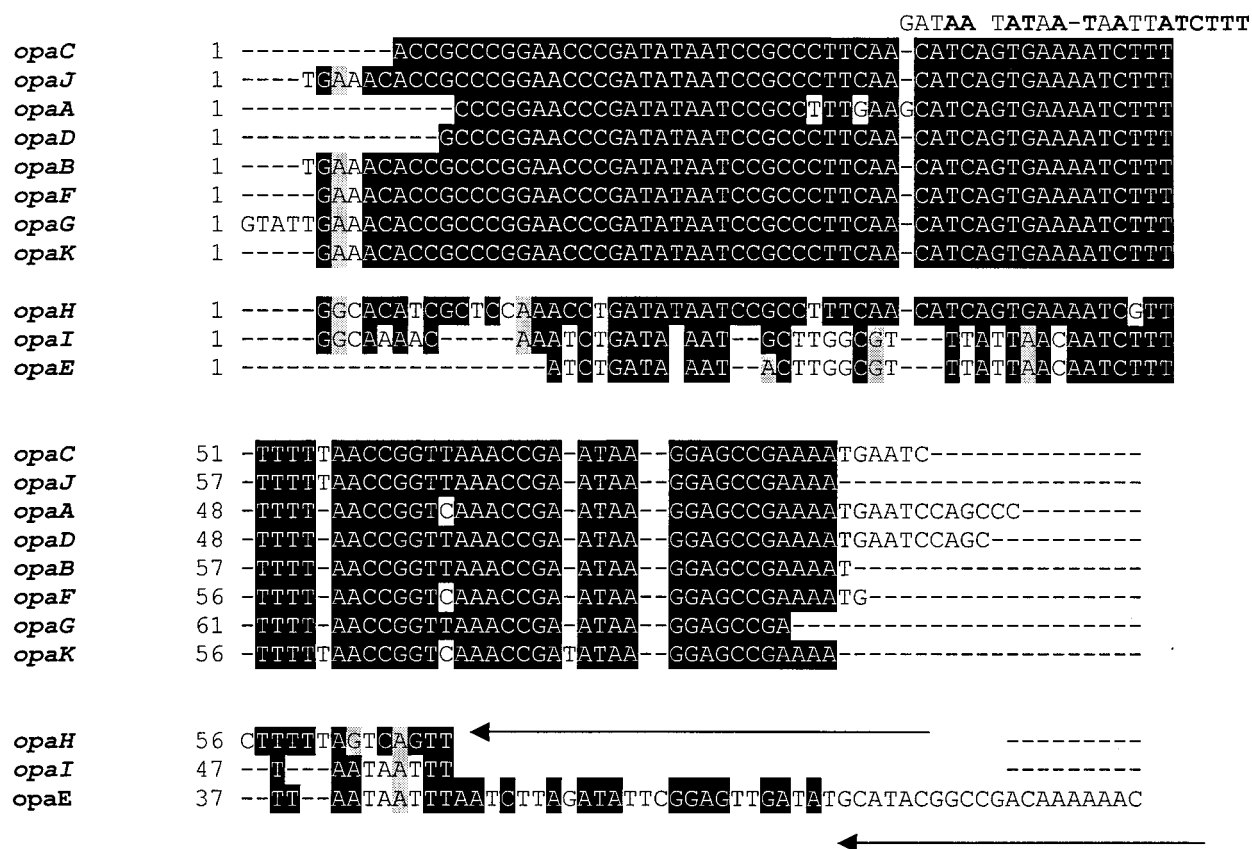 GATAA TATAA-TAATTATCTTT
opaC 1 ----------ACCGCCCGGAACCCGATATAATCCGCCCTTCAA-CATCAGTGAAAATCTTT
opaJ 1 ----TGAAACACCGCCCGGAACCCGATATAATCCGCCCTTCAA-CATCAGTGAAAATCTTT
opaA 1 --------------CCCGGAACCCGATATAATCCGCCTTTGAAGCATCAGTGAAAATCTTT
opaD 1 -------------GCCCGGAACCCGATATAATCCGCCCTTCAA-CATCAGTGAAAATCTTT
opaB 1 ----TGAAACACCGCCCGGAACCCGATATAATCCGCCCTTCAA-CATCAGTGAAAATCTTT
opaF 1 -----GAAACACCGCCCGGAACCCGATATAATCCGCCCTTCAA-CATCAGTGAAAATCTTT
opaG 1 GTATTGAAACACCGCCCGGAACCCGATATAATCCGCCCTTCAA-CATCAGTGAAAATCTTT
opaK 1 -----GAAACACCGCCCGGAACCCGATATAATCCGCCCTTCAA-CATCAGTGAAAATCTTT
opaH 1 -----GGCACATCGCTCCAAACCTGATATAATCCGCCTTTCAA-CATCAGTGAAAATCGTT
opaI 1 -----GGCAAAAC-----AAATCTGATA AAT--GCTTGGCGT---TTATTAACAATCTTT
opaE 1 --------------------ATCTGATA AAT--ACTTGGCGT---TTATTAACAATCTTT
opaC 51 -TTTTTAACCGGTTAAACCGA-ATAA--GGAGCCGAAAATGAATC--------------
opaJ 57 -TTTTTAACCGGTTAAACCGA-ATAA--GGAGCCGAAAA--------------------
opaA 48 -TTTT-AACCGGTCAAACCGA-ATAA--GGAGCCGAAAATGAATCCAGCCC--------
opaD 48 -TTTT-AACCGGTTAAACCGA-ATAA--GGAGCCGAAAATGAATCCAGC----------
opaB 57 -TTTT-AACCGGTTAAACCGA-ATAA--GGAGCCGAAAAT-------------------
opaF 56 -TTTT-AACCGGTCAAACCGA-ATAA--GGAGCCGAAAATG------------------
opaG 61 -TTTT-AACCGGTTAAACCGA-ATAA--GGAGCCGA-----------------------
opaK 56 -TTTTTAACCGGTCAAACCGATATAA--GGAGCCGAAAA--------------------
opaH 56 CTTTTTAGTCAGTT ---------
opaI 47 --T---AATAATTT ---------
opaE 37 --TT--AATAATTTAATCTTAGATATTCGGAGTTGATATGCATACGGCCGACAAAAAAC